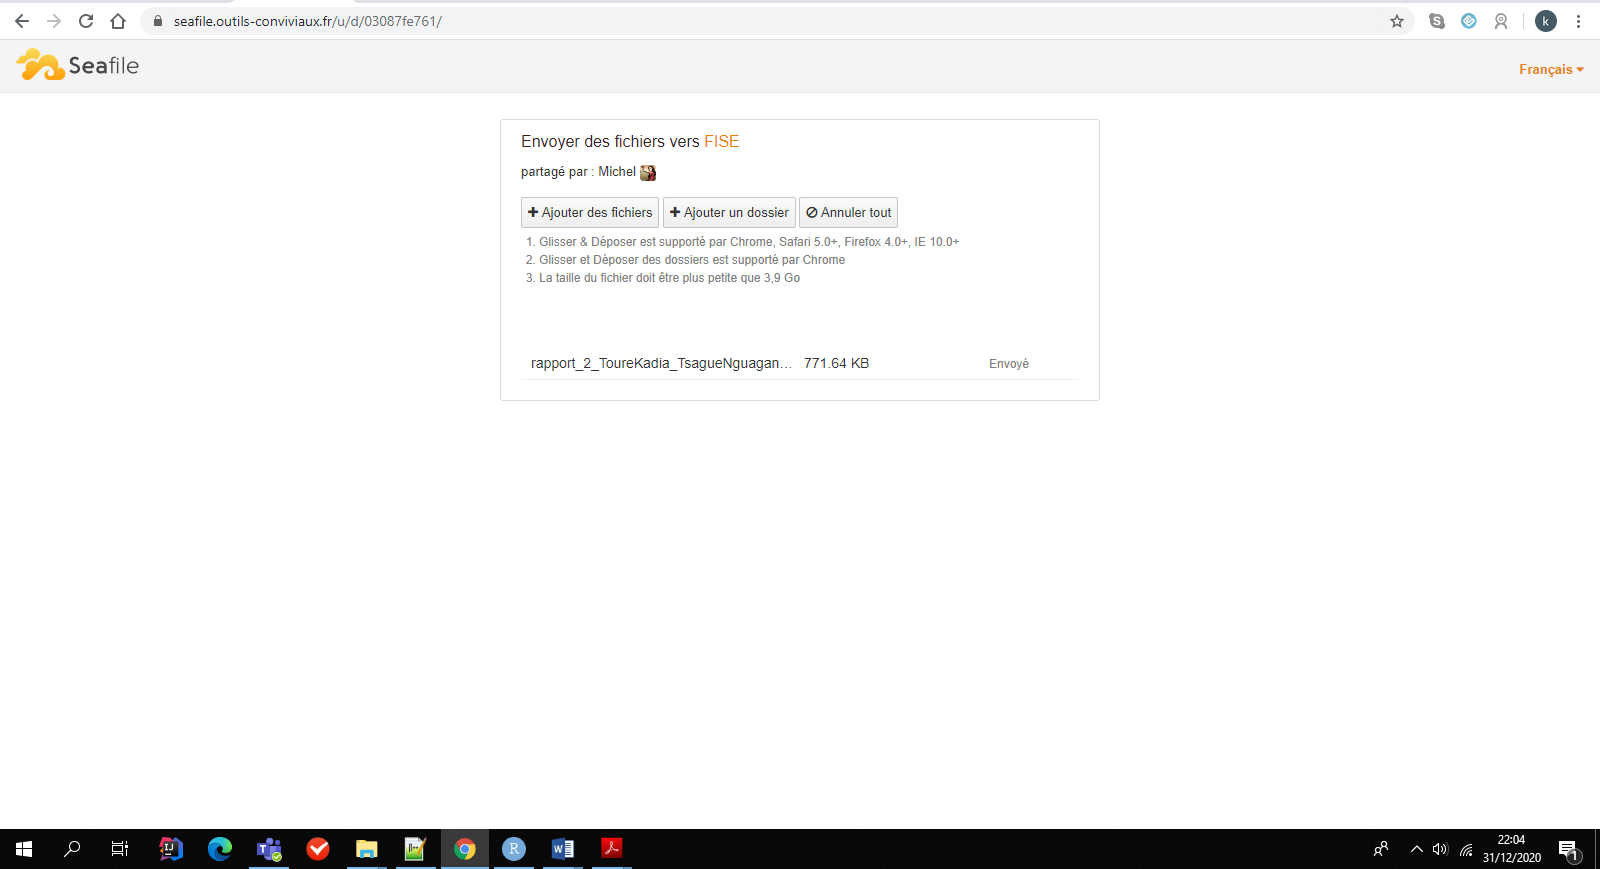 seafile.outils-conviviaux.fr/u/d/03087fe761/
k
Seafile
Français
Envoyer des fichiers vers FISE
partagé par : Michel
Ajouter des fichiers Ajouter un dossier Annuler tout
1. Glisser & Déposer est supporté par Chrome, Safari 5.0+, Firefox 4.0+, IE 10.0+
2. Glisser et Déposer des dossiers est supporté par Chrome
3. La taille du fichier doit être plus petite que 3,9 Go
rapport_2_ToureKadia_TsagueNguagan... 771.64 KB Envoyé
22:04
31/12/2020
1